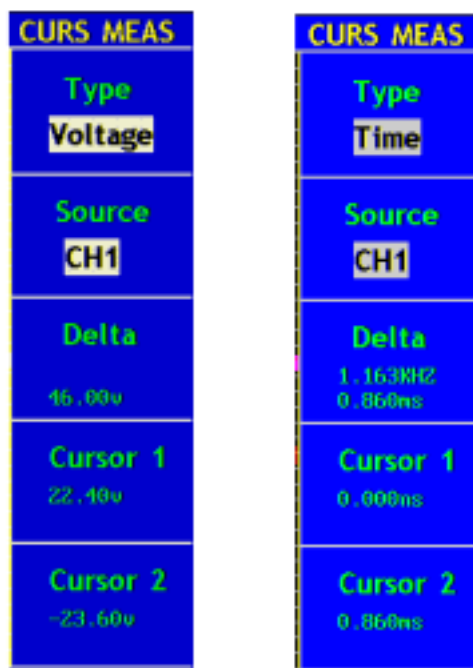 CURS MEAS
Type
Voltage
Source
CH1
Delta
46.00v
Cursor 1
22.40v
Cursor 2
-23.60v
CURS MEAS
Type
Time
Source
CH1
Delta
1.163KHZ
0.860ms
Cursor 1
0.000ns
Cursor 2
0.860ms